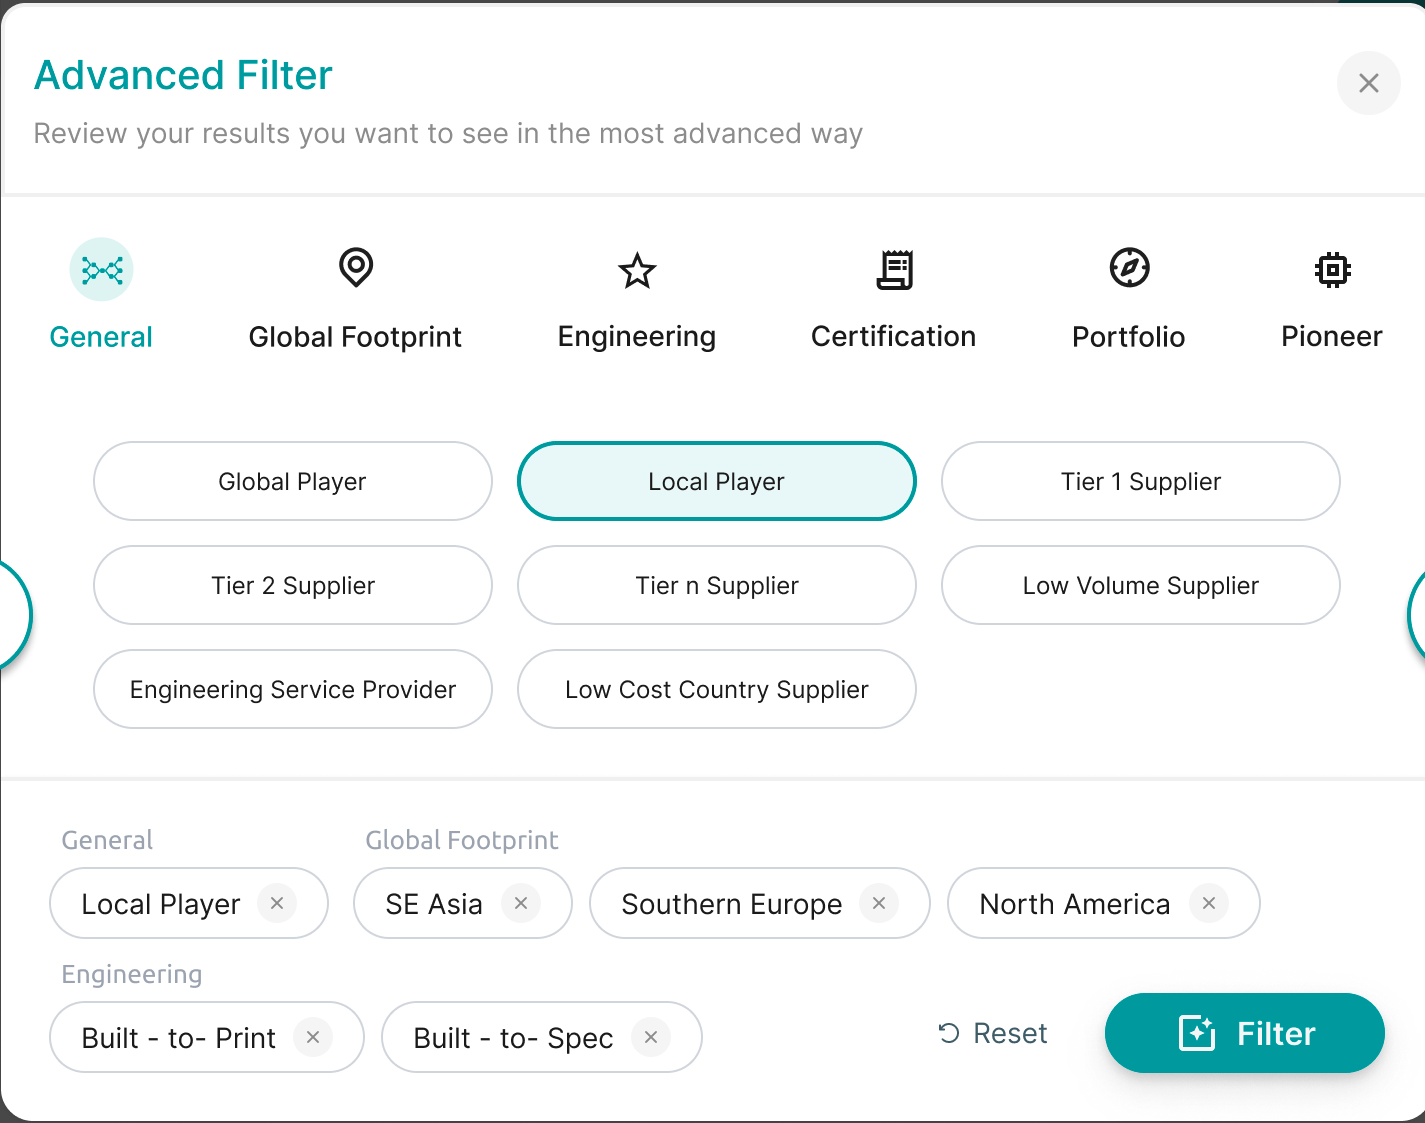 Advanced Filter
Review your results you want to see in the most advanced way
General Global Footprint Engineering Certification Portfolio Pioneer
Global Player Local Player Tier 1 Supplier
Tier 2 Supplier Tier n Supplier Low Volume Supplier
Engineering Service Provider Low Cost Country Supplier
General Global Footprint
Local Player SE Asia Southern Europe North America
Engineering
Built - to- Print Built - to- Spec Reset Filter